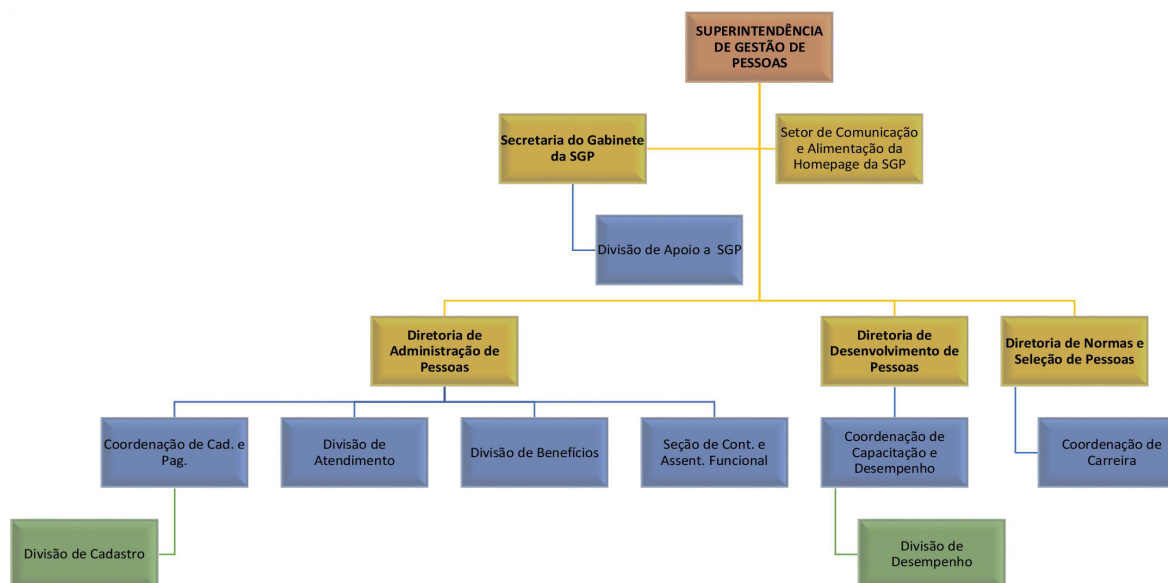 SUPERINTENDÊNCIA
DE GESTÃO DE
PESSOAS
Secretaria do Gabinete
da SGP
Setor de Comunicação
e Alimentação da
Homepage da SGP
Divisão de Apoio a SGP
Diretoria de
Administração de
Pessoas
Diretoria de
Desenvolvimento de
Pessoas
Diretoria de Normas e
Seleção de Pessoas
Coordenação de Cad. e
Pag.
Divisão de
Atendimento
Divisão de Benefícios
Seção de Cont. e
Assent. Funcional
Coordenação de
Capacitação e
Desempenho
Coordenação de
Carreira
Divisão de Cadastro
Divisão de
Desempenho